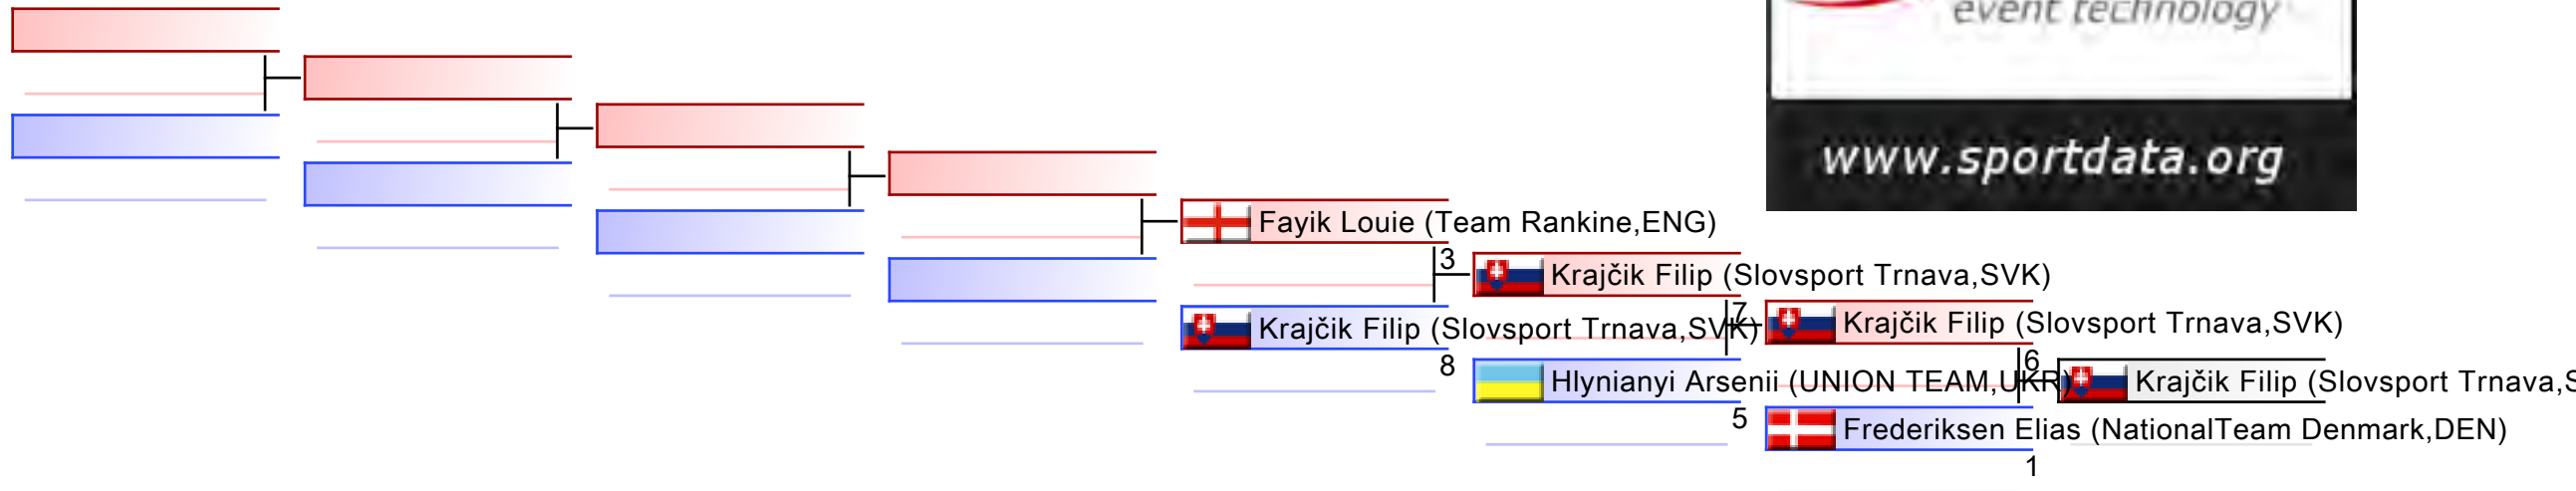 event technology
www.sportdata.org
Fayik Louie (Team Rankine,ENG)
3
Krajčik Filip (Slovsport Trnava,SVK)
Krajčik Filip (Slovsport Trnava,SVK)
7
Krajčik Filip (Slovsport Trnava,SVK)
8
Hlynianyi Arsenii (UNION TEAM,UKR)
6
Krajčik Filip (Slovsport Trnava,S
5
Frederiksen Elias (NationalTeam Denmark,DEN)
1